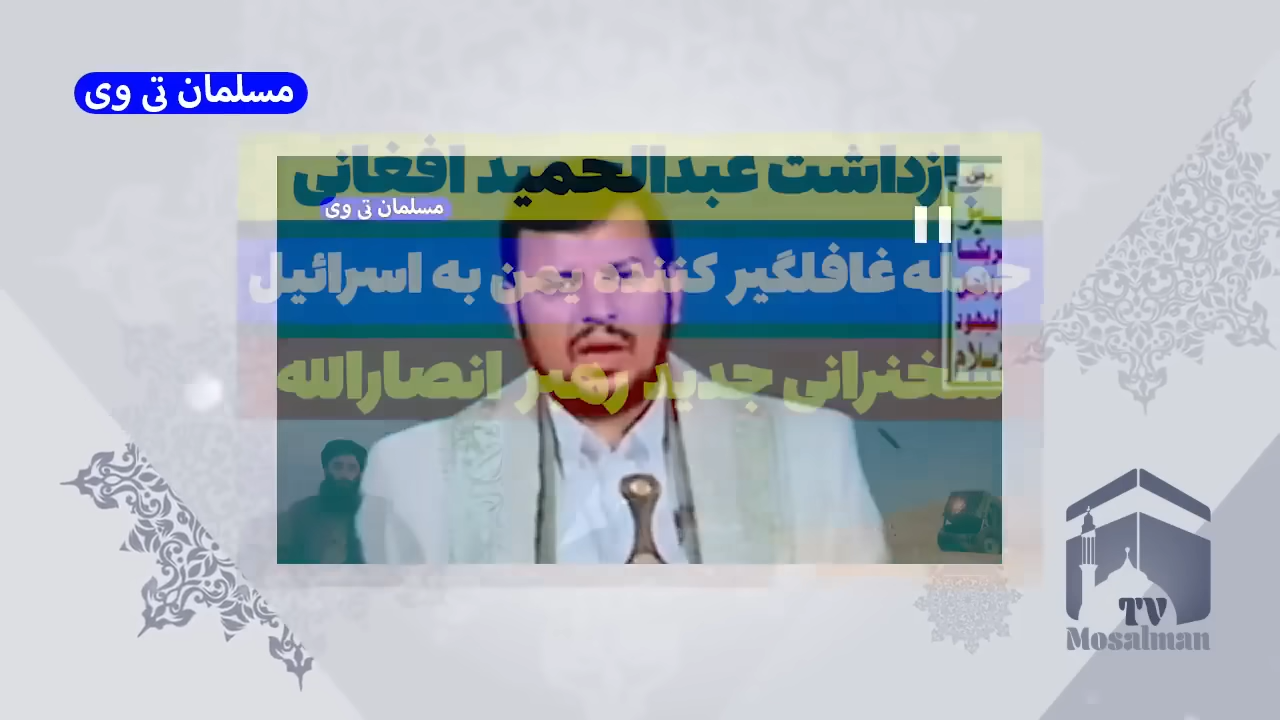 مسلمان تی وی
بازداشت عبدالحمید افغانی
مسلمان تی وی
حمله غافلگیر کننده یمن به اسرائیل
سخنرانی جدید رهبر انصارالله
TV
Mosalman